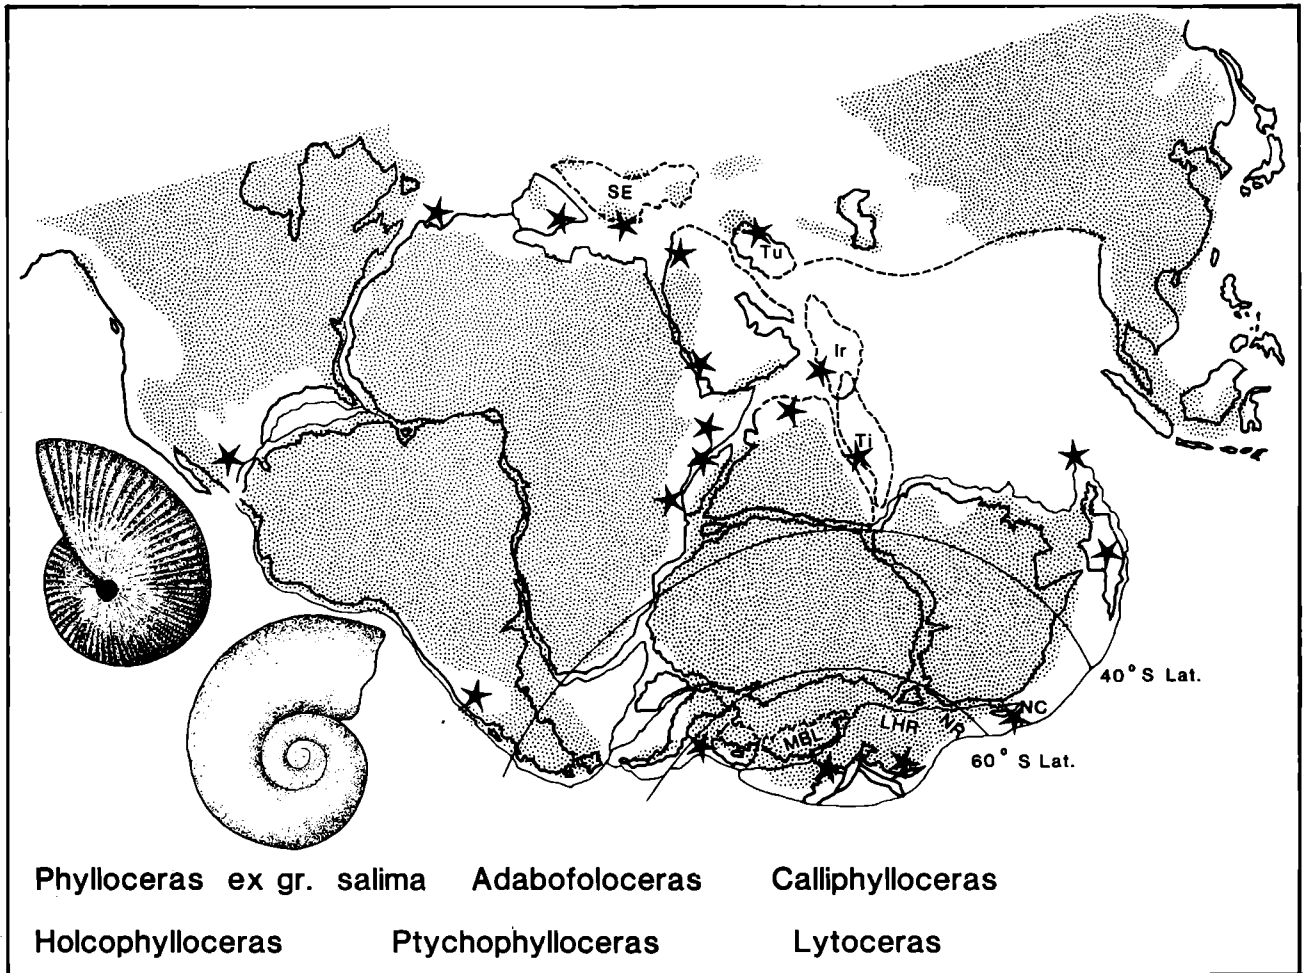 SE
Tu
Ir
Ti
40° S Lat.
NC
NR
LHR
MBL
60° S Lat.
Phylloceras ex gr. salima Adabofoloceras Calliphylloceras
Holcophylloceras Ptychophylloceras Lytoceras